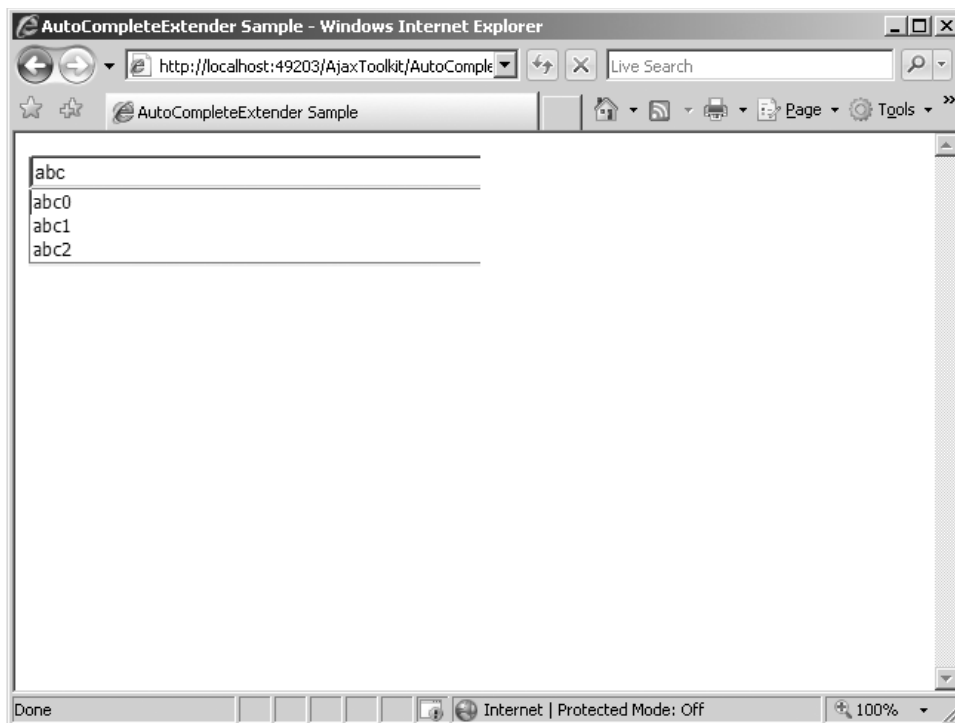 AutoCompleteExtender Sample - Windows Internet Explorer
http://localhost:49203/AjaxToolkit/AutoComple
Live Search
AutoCompleteExtender Sample
Page
Tools
abc
abc0
abc1
abc2
Done
Internet | Protected Mode: Off
100%